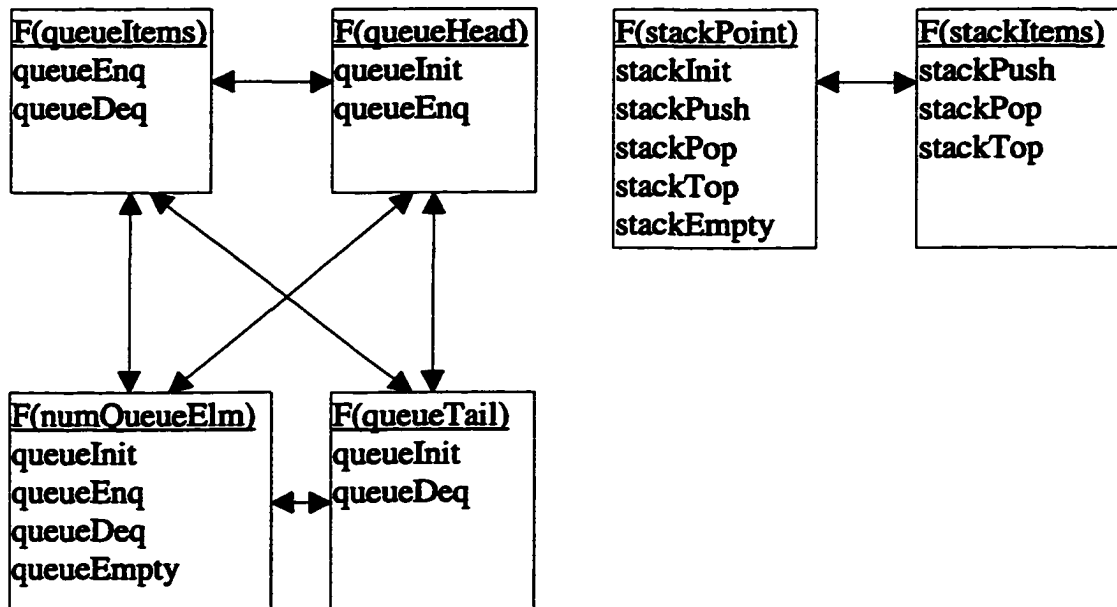 F(queueItems)
queueEnq
queueDeq
F(queueHead)
queueInit
queueEnq
F(stackPoint)
stackInit
stackPush
stackPop
stackTop
stackEmpty
F(stackItems)
stackPush
stackPop
stackTop
F(numQueueElm)
queueInit
queueEnq
queueDeq
queueEmpty
F(queueTail)
queueInit
queueDeq